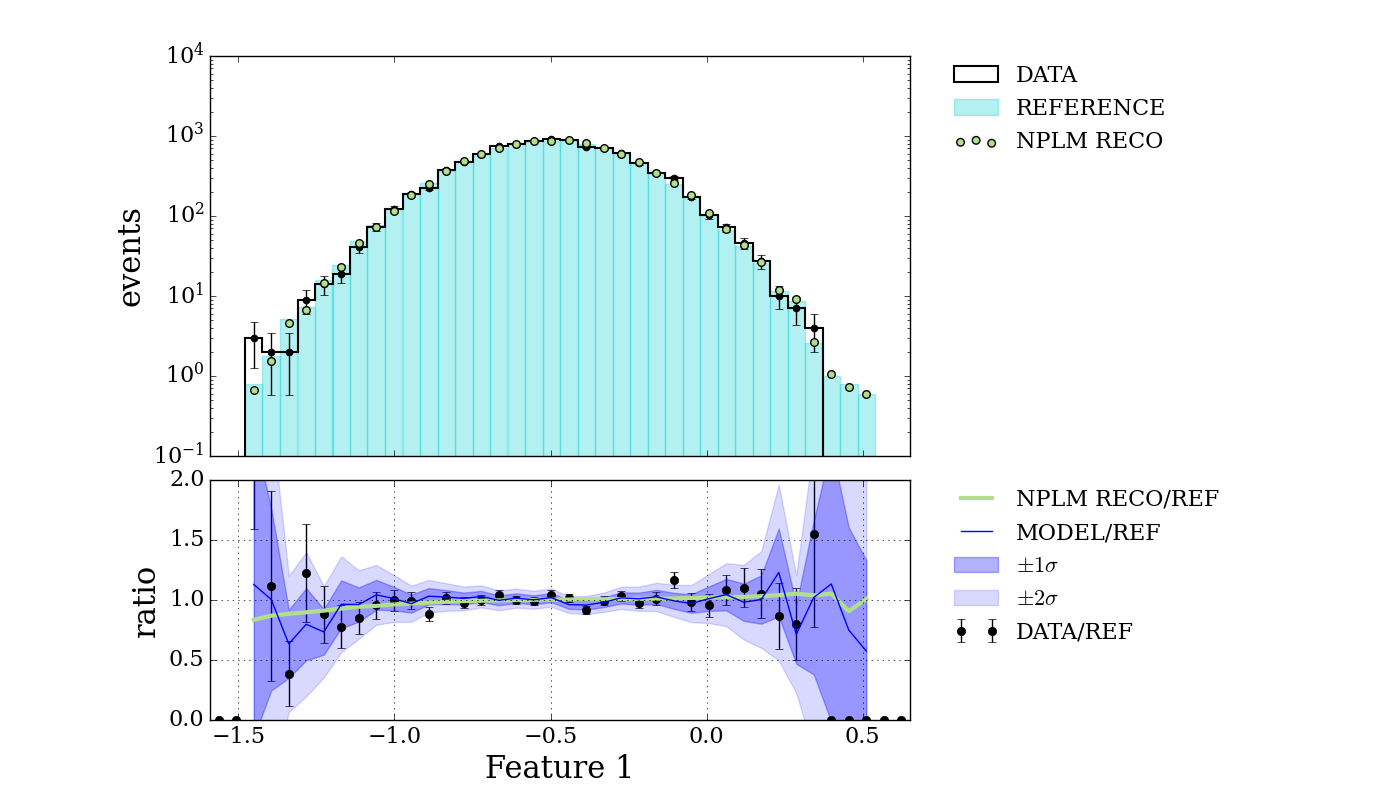 10⁴
10³
10²
10¹
10⁰
10⁻¹
events
DATA
REFERENCE
NPLM RECO
2.0
1.5
1.0
0.5
0.0
ratio
−1.5
−1.0
−0.5
0.0
0.5
Feature 1
NPLM RECO/REF
MODEL/REF
±1σ
±2σ
DATA/REF